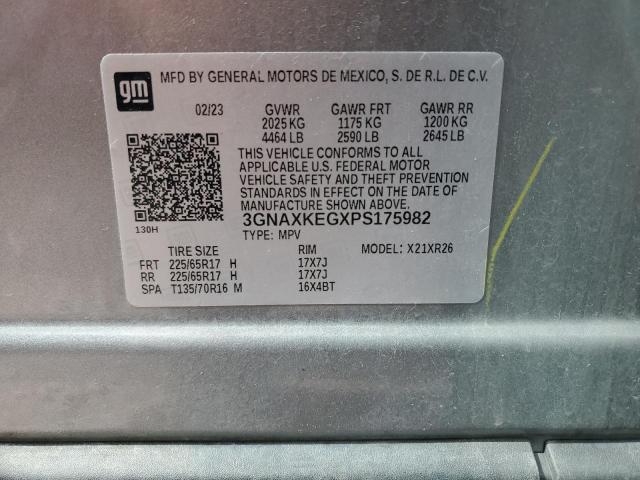 gm
MFD BY GENERAL MOTORS DE MEXICO, S. DE R.L. DE C.V.
02/23 GVWR GAWR FRT GAWR RR
2025 KG 1175 KG 1200 KG
4464 LB 2590 LB 2645 LB
THIS VEHICLE CONFORMS TO ALL
APPLICABLE U.S. FEDERAL MOTOR
VEHICLE SAFETY AND THEFT PREVENTION
STANDARDS IN EFFECT ON THE DATE OF
MANUFACTURE SHOWN ABOVE.
130H 3GNAXKEGXPS175982
TYPE: MPV
TIRE SIZE RIM MODEL: X21XR26
FRT 225/65R17 H 17X7J
RR 225/65R17 H 17X7J
SPA T135/70R16 M 16X4BT